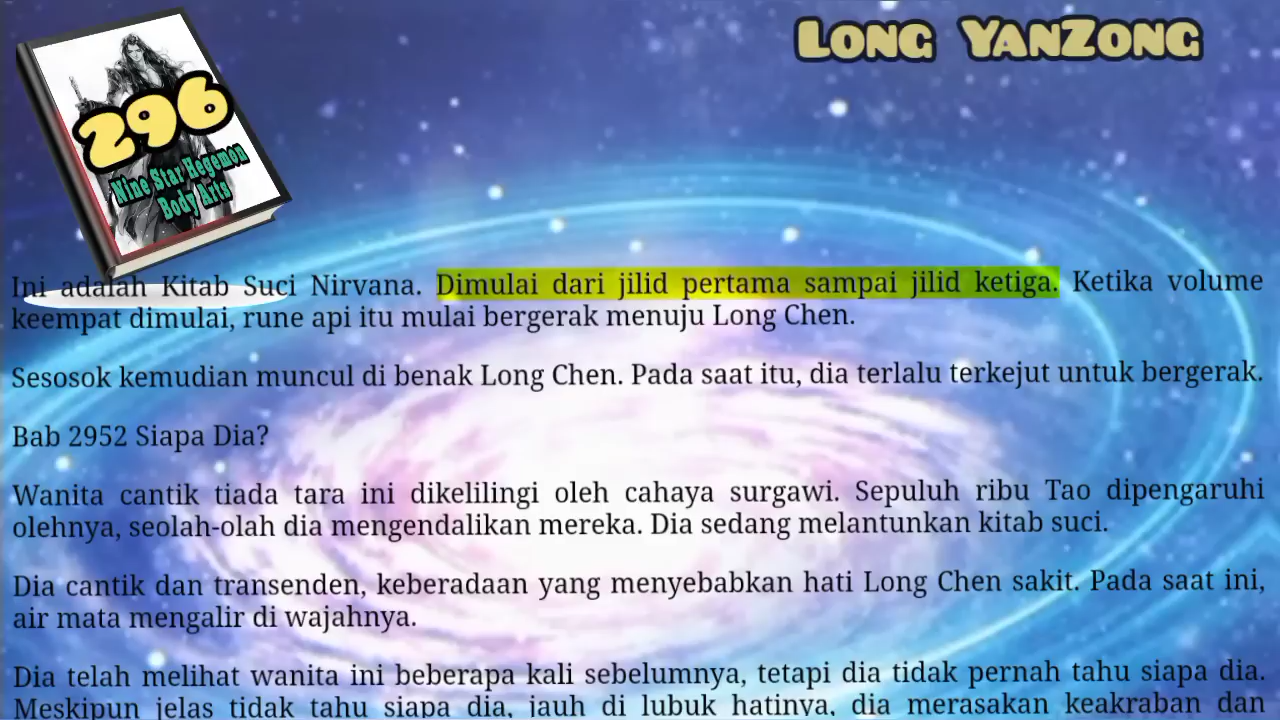 Long YanZong
296
Nine Star Hegemon
Body Arts
Ini adalah Kitab Suci Nirvana. Dimulai dari jilid pertama sampai jilid ketiga. Ketika volume
keempat dimulai, rune api itu mulai bergerak menuju Long Chen.
Sesosok kemudian muncul di benak Long Chen. Pada saat itu, dia terlalu terkejut untuk bergerak.
Bab 2952 Siapa Dia?
Wanita cantik tiada tara ini dikelilingi oleh cahaya surgawi. Sepuluh ribu Tao dipengaruhi
olehnya, seolah-olah dia mengendalikan mereka. Dia sedang melantunkan kitab suci.
Dia cantik dan transenden, keberadaan yang menyebabkan hati Long Chen sakit. Pada saat ini,
air mata mengalir di wajahnya.
Dia telah melihat wanita ini beberapa kali sebelumnya, tetapi dia tidak pernah tahu siapa dia.
Meskipun jelas tidak tahu siapa dia, jauh di lubuk hatinya, dia merasakan keakraban dan